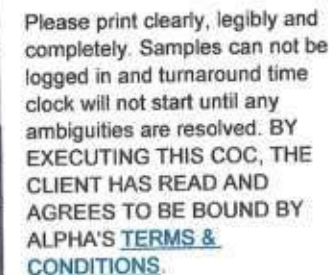 Please print clearly, legibly and
completely. Samples can not be
logged in and turnaround time
clock will not start until any
ambiguities are resolved. BY
EXECUTING THIS COC, THE
CLIENT HAS READ AND
AGREES TO BE BOUND BY
ALPHA'S TERMS &
CONDITIONS.